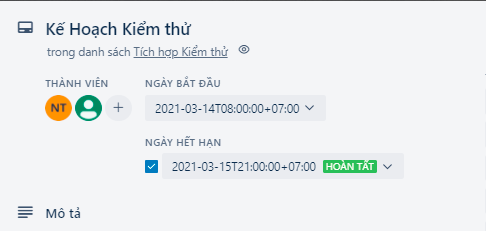 Kế Hoạch Kiểm thử
trong danh sách Tích hợp Kiểm thử
THÀNH VIÊN
NT
NGÀY BẮT ĐẦU
2021-03-14T08:00:00+07:00
NGÀY HẾT HẠN
2021-03-15T21:00:00+07:00 HOÀN TẤT
Mô tả